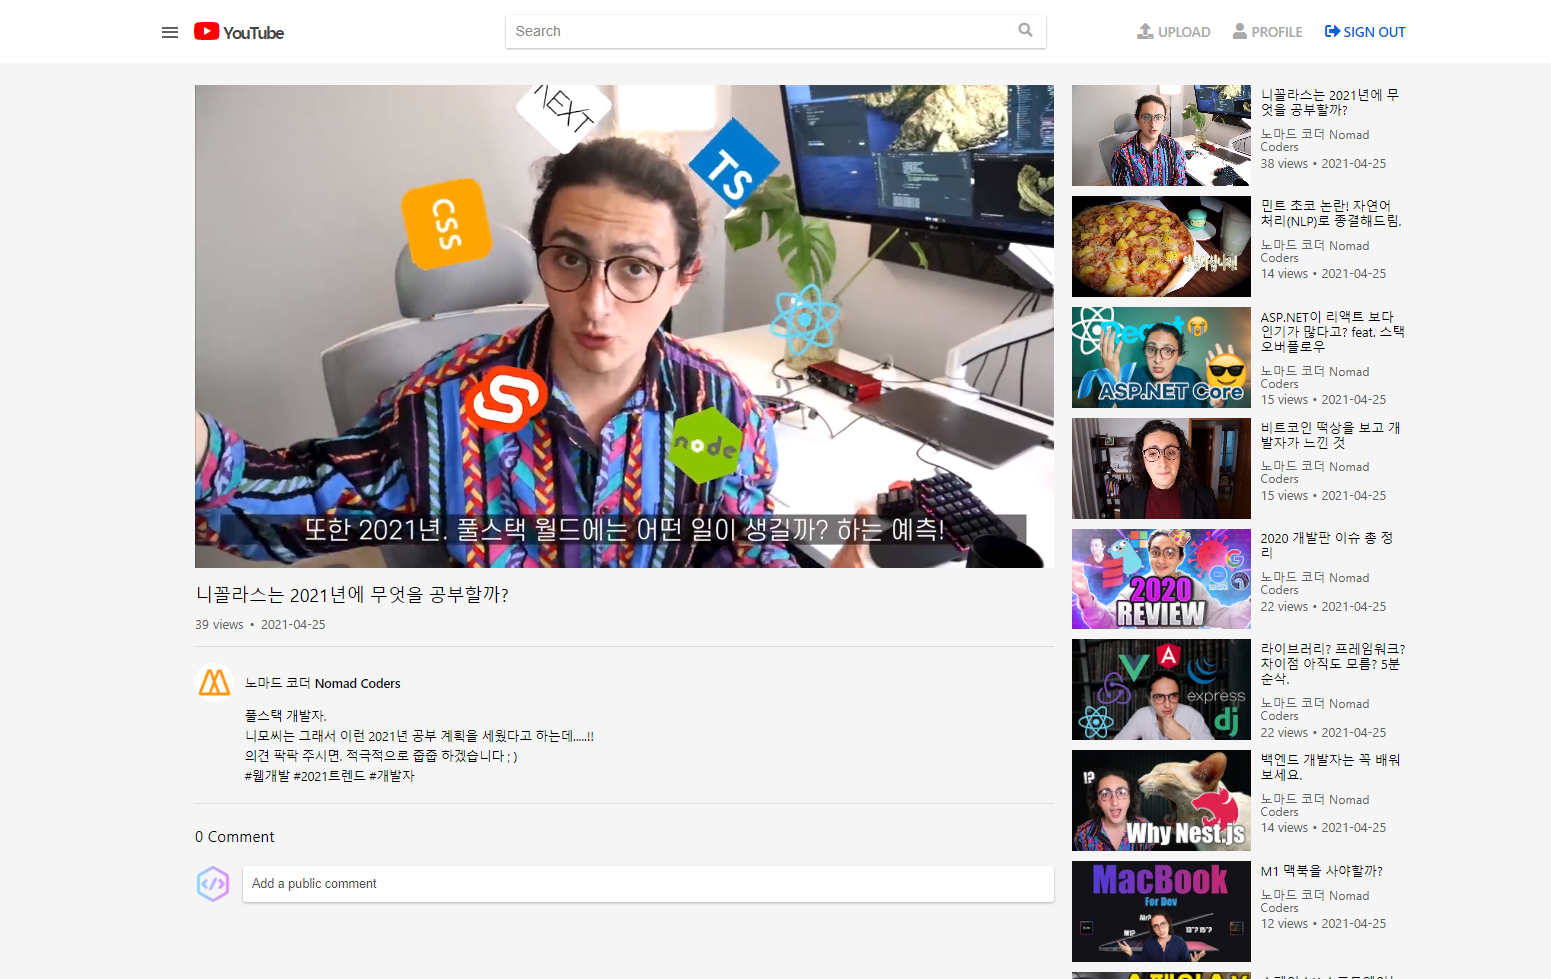 YouTube
Search
UPLOAD
PROFILE
SIGN OUT
NEXT
TS
CSS
node
또한 2021년. 풀스택 월드에는 어떤 일이 생길까? 하는 예측!
니꼴라스는 2021년에 무엇을 공부할까?
39 views • 2021-04-25
노마드 코더 Nomad Coders
풀스택 개발자,
니모씨는 그래서 이런 2021년 공부 계획을 세웠다고 하는데.....!!
의견 팍팍 주시면, 적극적으로 줍줍 하겠습니다 ; )
#웹개발 #2021트렌드 #개발자
0 Comment
Add a public comment
니꼴라스는 2021년에 무
엇을 공부할까?
노마드 코더 Nomad
Coders
38 views • 2021-04-25
민트 초코 논란! 자연어
처리(NLP)로 종결해드림.
노마드 코더 Nomad
Coders
14 views • 2021-04-25
React
ASP.NET Core
ASP.NET이 리액트 보다
인기가 많다고? feat. 스택
오버플로우
노마드 코더 Nomad
Coders
15 views • 2021-04-25
비트코인 떡상을 보고 개
발자가 느낀 것
노마드 코더 Nomad
Coders
15 views • 2021-04-25
2020
REVIEW
2020 개발판 이슈 총 정
리
노마드 코더 Nomad
Coders
22 views • 2021-04-25
express
dj
라이브러리? 프레임워크?
차이점 아직도 모름? 5분
순삭.
노마드 코더 Nomad
Coders
22 views • 2021-04-25
!?
Why Nest.js
백엔드 개발자는 꼭 배워
보세요.
노마드 코더 Nomad
Coders
14 views • 2021-04-25
MacBook
For Dev
Air?
M1?
13"? 15"?
M1 맥북을 사야할까?
노마드 코더 Nomad
Coders
12 views • 2021-04-25